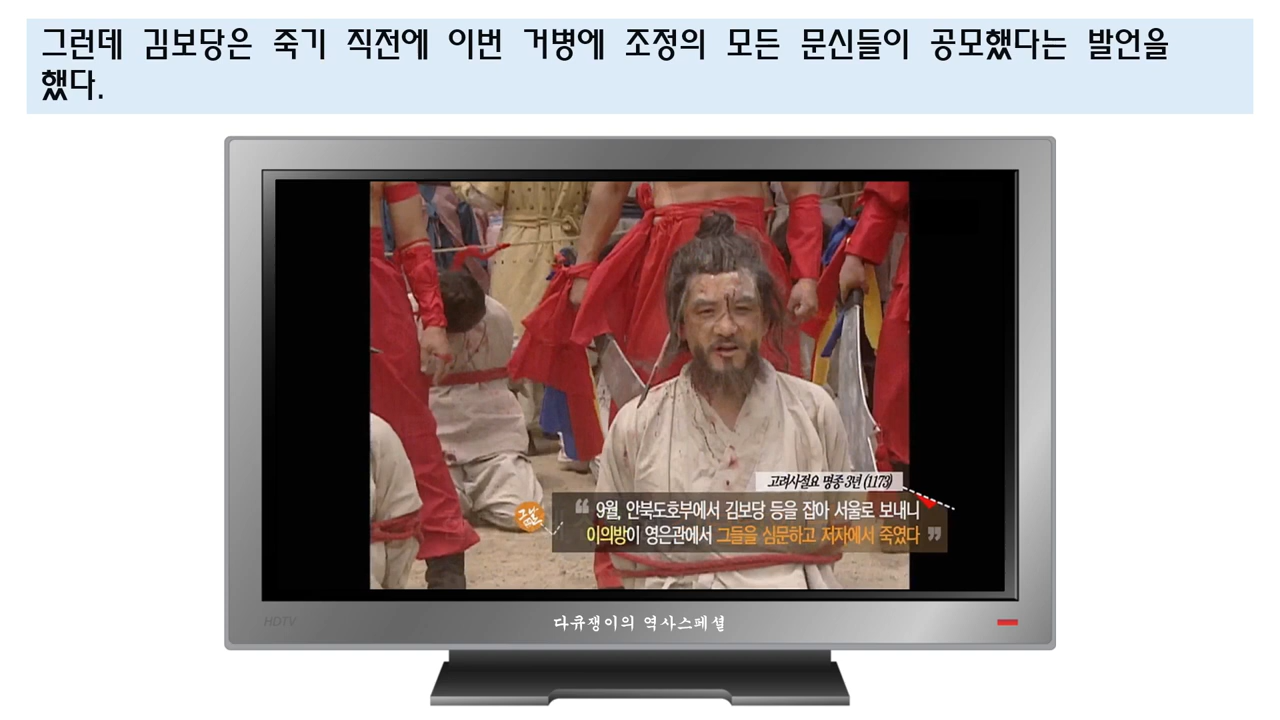 그런데 김보당은 죽기 직전에 이번 거병에 조정의 모든 문신들이 공모했다는 발언을
했다.
고려사절요 명종 3년 (1173)
그날
“ 9월, 안북도호부에서 김보당 등을 잡아 서울로 보내니
이의방이 영은관에서 그들을 심문하고 저자에서 죽였다 ”
HDTV
다큐쟁이의 역사스페셜